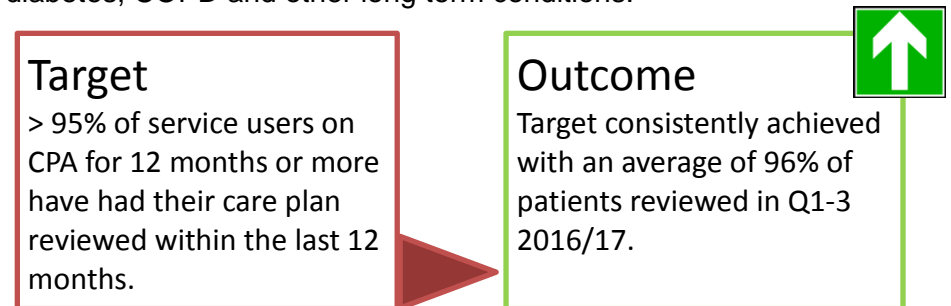 diabetes, COPD and other long term conditions.
Target
> 95% of service users on
CPA for 12 months or more
have had their care plan
reviewed within the last 12
months.
Outcome
Target consistently achieved
with an average of 96% of
patients reviewed in Q1-3
2016/17.